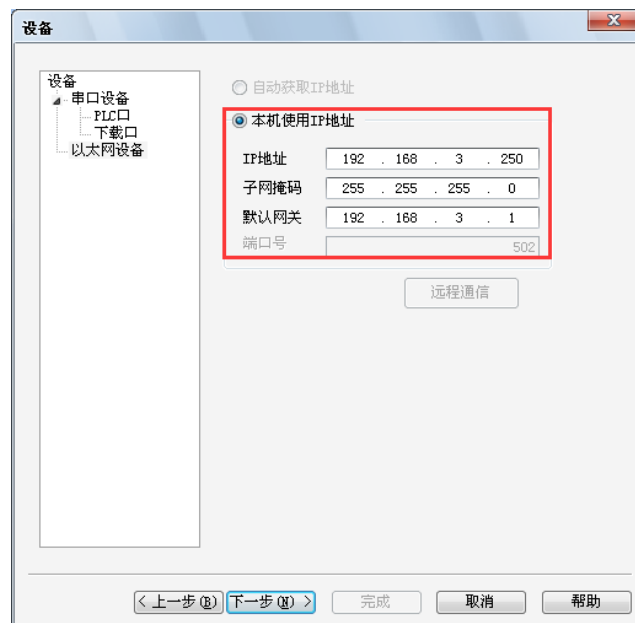 设备
设备
串口设备
PLC口
下载口
以太网设备
自动获取IP地址
本机使用IP地址
IP地址 192 . 168 . 3 . 250
子网掩码 255 . 255 . 255 . 0
默认网关 192 . 168 . 3 . 1
端口号 502
远程通信
< 上一步(B) 下一步(N) > 完成 取消 帮助